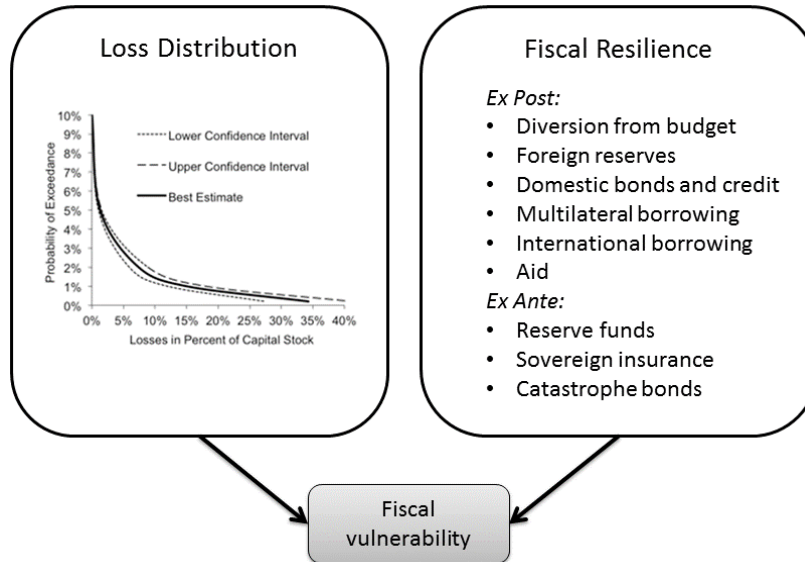 Loss Distribution
10%
9%
8%
7%
6%
5%
4%
3%
2%
1%
0%
Probability of Exceedance
Lower Confidence Interval
Upper Confidence Interval
Best Estimate
0% 5% 10% 15% 20% 25% 30% 35% 40%
Losses in Percent of Capital Stock
Fiscal Resilience
Ex Post:
• Diversion from budget
• Foreign reserves
• Domestic bonds and credit
• Multilateral borrowing
• International borrowing
• Aid
Ex Ante:
• Reserve funds
• Sovereign insurance
• Catastrophe bonds
Fiscal
vulnerability